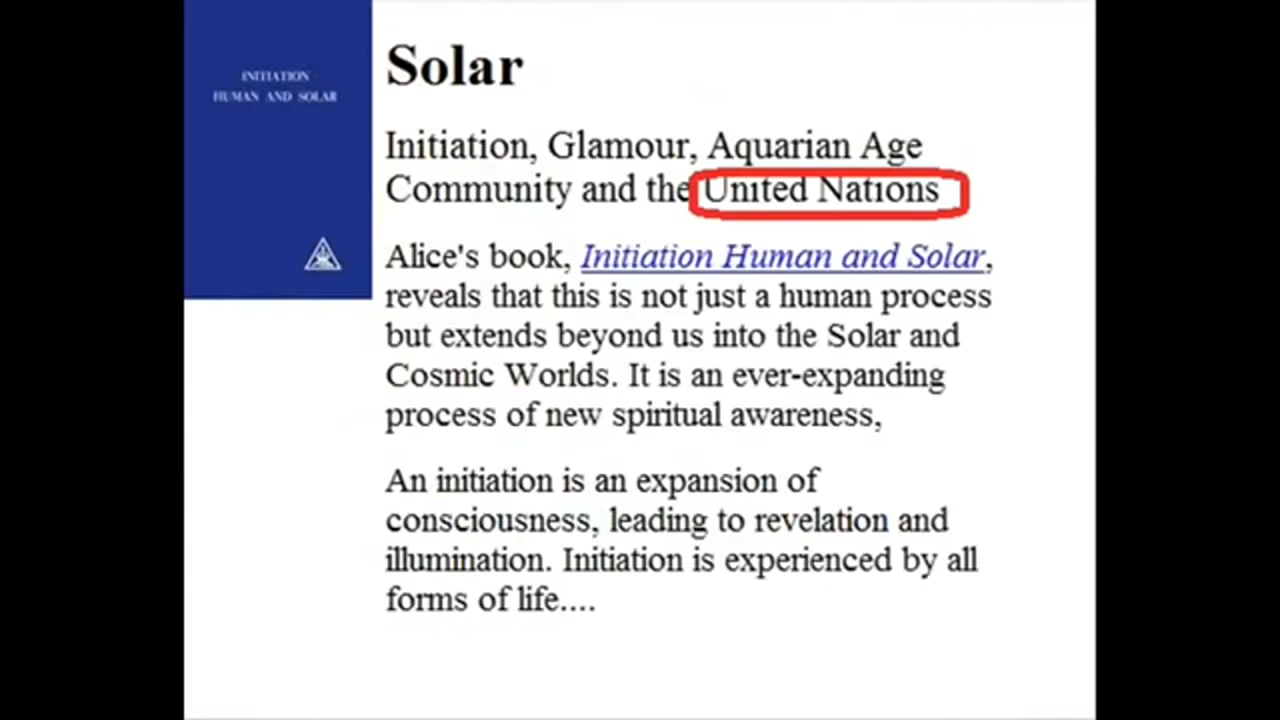 INITIATION
HUMAN AND SOLAR
Solar
Initiation, Glamour, Aquarian Age
Community and the United Nations
Alice's book, Initiation Human and Solar,
reveals that this is not just a human process
but extends beyond us into the Solar and
Cosmic Worlds. It is an ever-expanding
process of new spiritual awareness,
An initiation is an expansion of
consciousness, leading to revelation and
illumination. Initiation is experienced by all
forms of life....